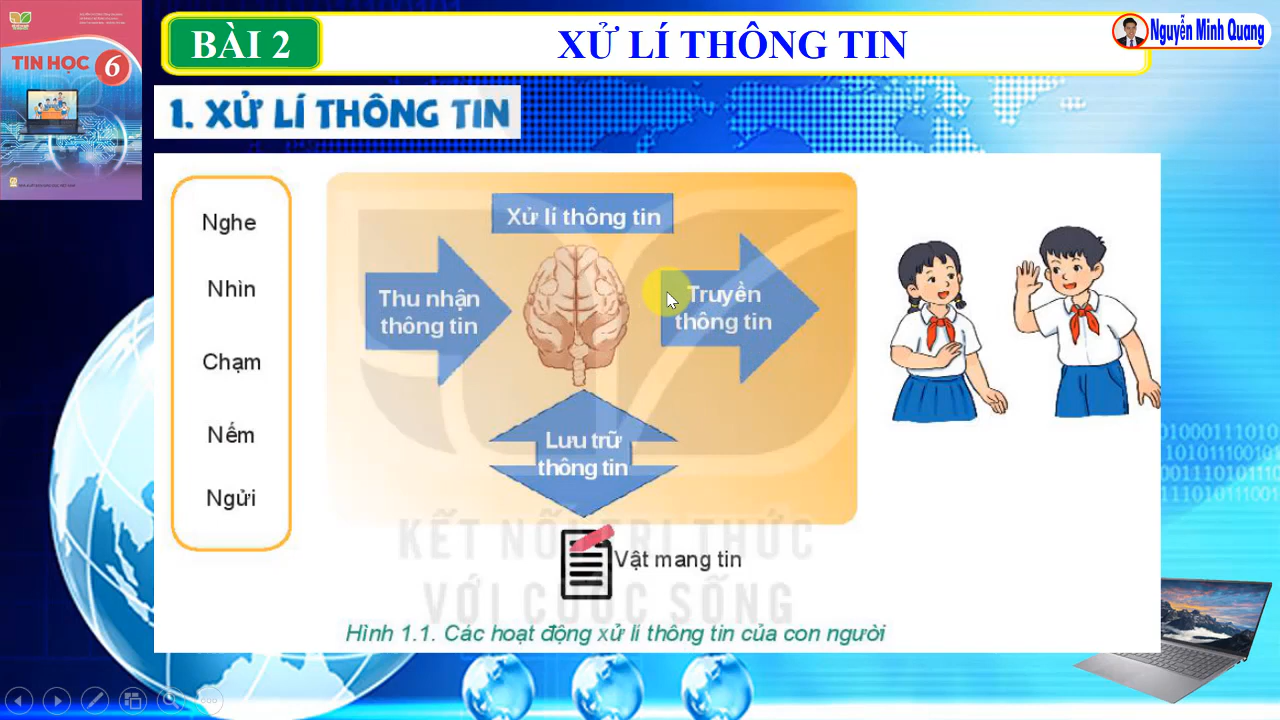 BÀI 2
XỬ LÍ THÔNG TIN
Nguyễn Minh Quang
TIN HỌC 6
1. XỬ LÍ THÔNG TIN
Nghe
Nhìn
Chạm
Nếm
Ngửi
Xử lí thông tin
Thu nhận
thông tin
Truyền
thông tin
Lưu trữ
thông tin
Vật mang tin
KẾT NỐI TRI THỨC
VỚI CUỘC SỐNG
Hình 1.1. Các hoạt động xử lí thông tin của con người